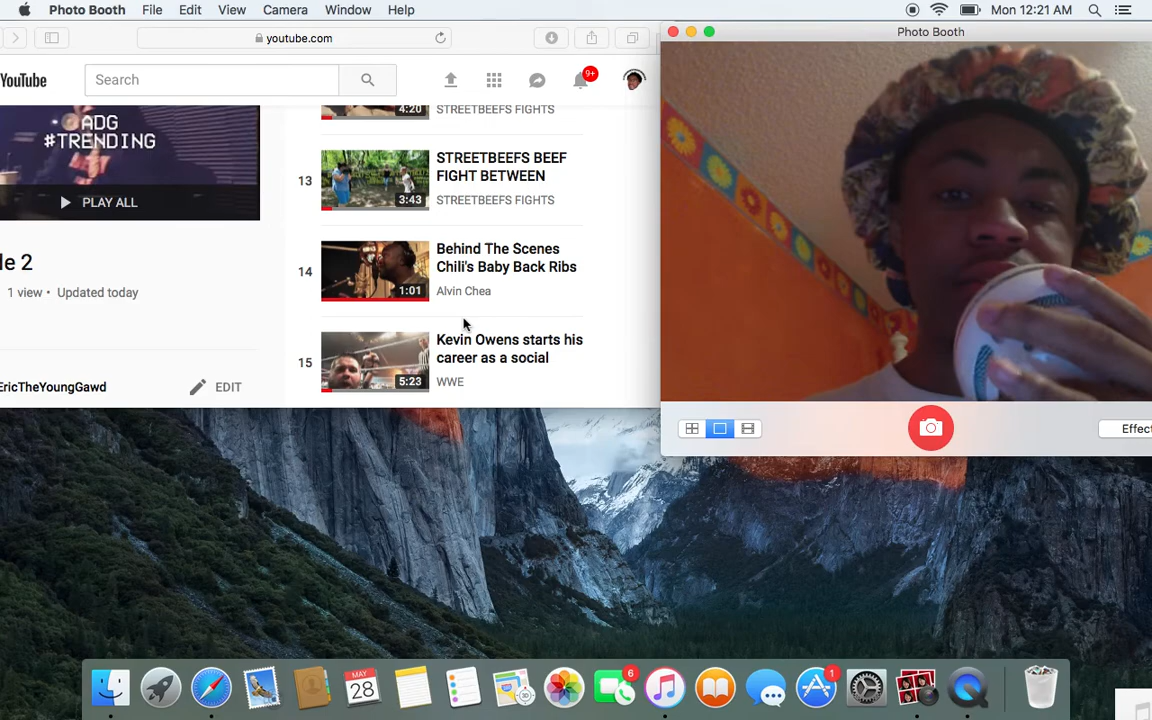 Photo Booth File Edit View Camera Window Help Mon 12:21 AM
youtube.com
Photo Booth
YouTube
Search
9+
4:20
STREETBEEFS FIGHTS
ADG
#TRENDING
PLAY ALL
13
3:43
STREETBEEFS BEEF
FIGHT BETWEEN
STREETBEEFS FIGHTS
le 2
1 view • Updated today
14
1:01
Behind The Scenes
Chili's Baby Back Ribs
Alvin Chea
15
5:23
Kevin Owens starts his
career as a social
WWE
EricTheYoungGawd
EDIT
Effect
MAY
28
3D
6
1